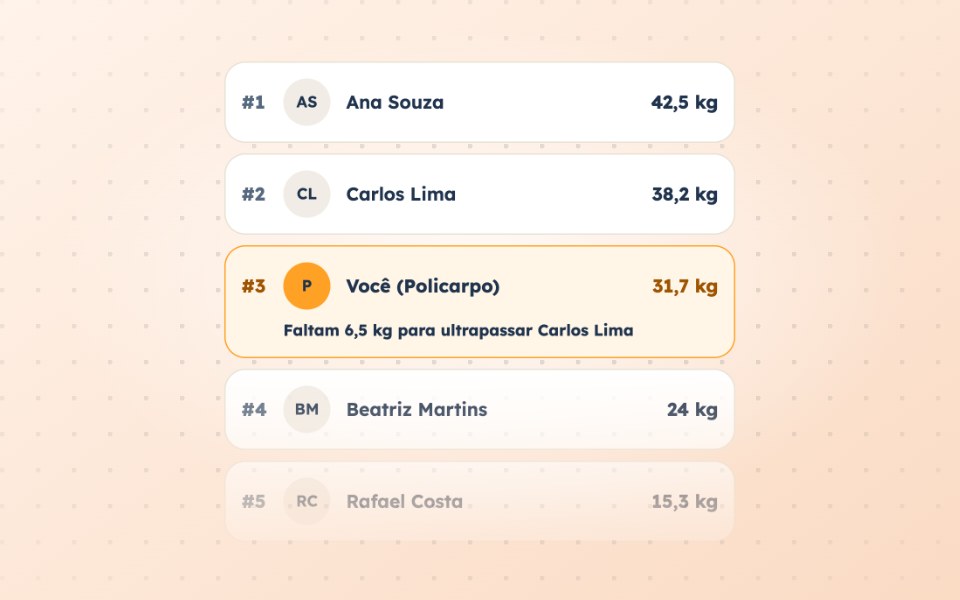 #1 AS Ana Souza 42,5 kg
#2 CL Carlos Lima 38,2 kg
#3 P Você (Policarpo) 31,7 kg
Faltam 6,5 kg para ultrapassar Carlos Lima
#4 BM Beatriz Martins 24 kg
#5 RC Rafael Costa 15,3 kg